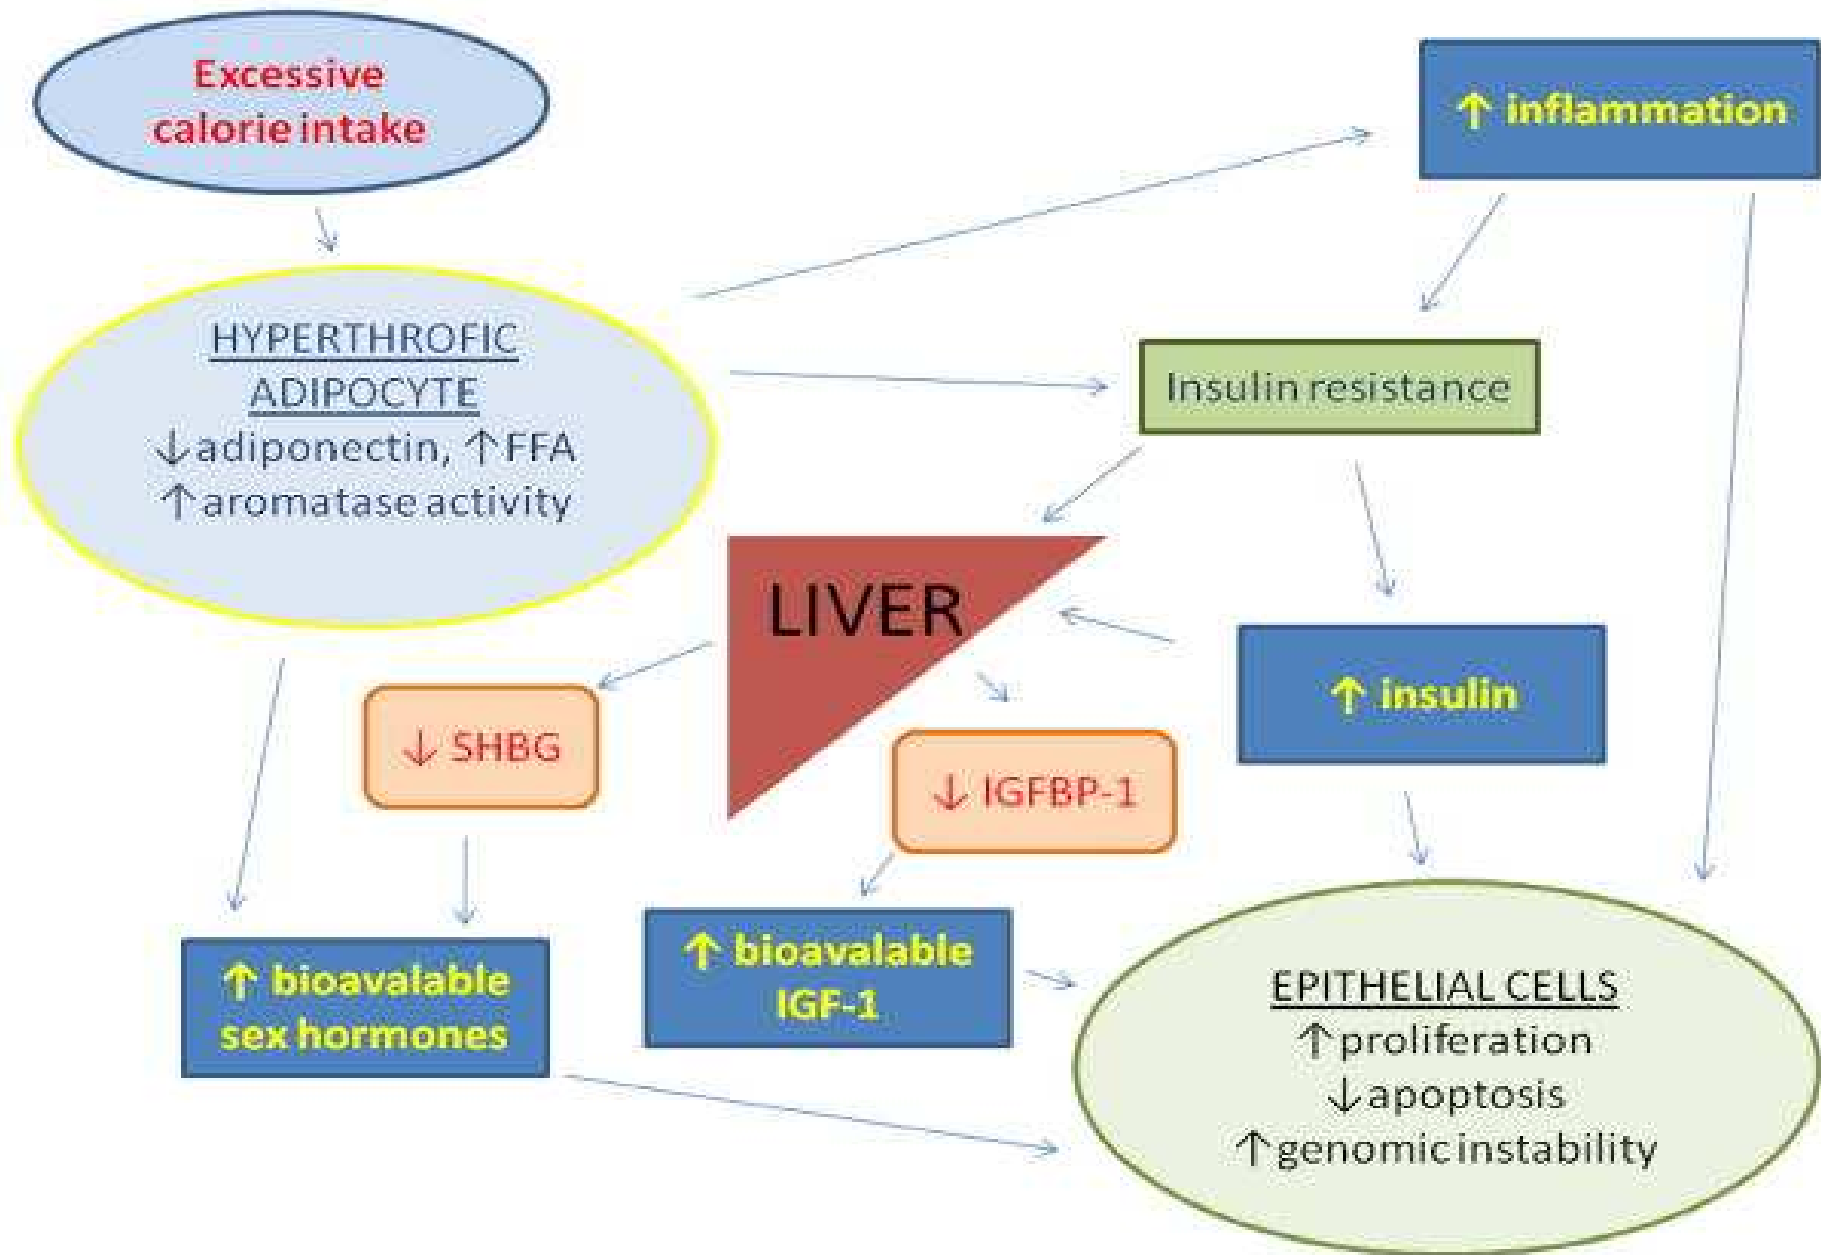 Excessive
calorie intake
↑ inflammation
HYPERTHROFIC
ADIPOCYTE
↓adiponectin, ↑FFA
↑aromatase activity
Insulin resistance
LIVER
↑ insulin
↓ SHBG
↓ IGFBP-1
↑ bioavalable
sex hormones
↑ bioavalable
IGF-1
EPITHELIAL CELLS
↑proliferation
↓apoptosis
↑genomic instability